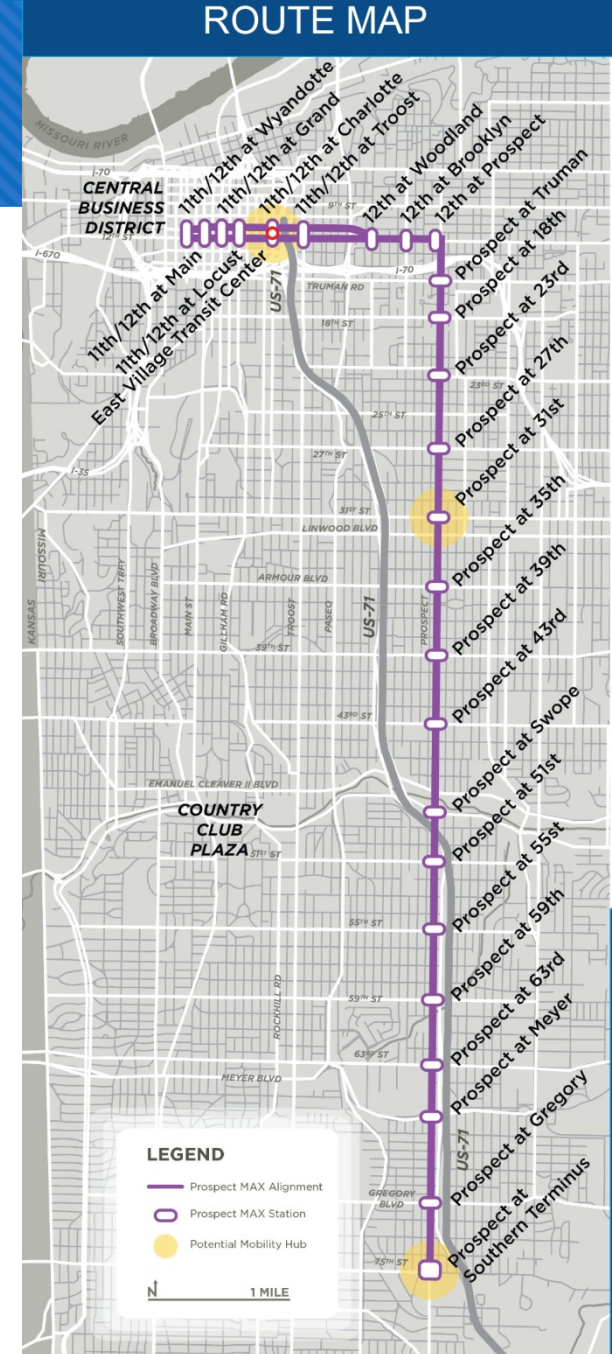 ROUTE MAP
MISSOURI RIVER
I-70
CENTRAL
BUSINESS
DISTRICT
12TH ST
I-670
11th/12th at Wyandotte
11th/12th at Grand
11th/12th at Charlotte
11th/12th at Troost
9TH ST
12th at Woodland
12th at Brooklyn
12th at Prospect
11th/12th at Main
11th/12th at Locust
East Village Transit Center
US-71
I-70
TRUMAN RD
Prospect at Truman
18TH ST
Prospect at 18th
Prospect at 23rd
23RD ST
25TH ST
Prospect at 27th
27TH ST
I-35
Prospect at 31st
31ST ST
LINWOOD BLVD
Prospect at 35th
ARMOUR BLVD
MISSOURI
KANSAS
SOUTHWEST TRFY
BROADWAY BLVD
MAIN ST
GILLHAM RD
TROOST
PASEO
US-71
PROSPECT
39TH ST
Prospect at 39th
Prospect at 43rd
43RD ST
Prospect at Swope
EMANUEL CLEAVER II BLVD
COUNTRY
CLUB
PLAZA
51ST ST
Prospect at 51st
55TH ST
Prospect at 55st
59TH ST
Prospect at 59th
ROCKHILL RD
63RD ST
Prospect at 63rd
MEYER BLVD
Prospect at Meyer
US-71
GREGORY
BLVD
Prospect at Gregory
75TH ST
Prospect at
Southern Terminus
LEGEND
Prospect MAX Alignment
Prospect MAX Station
Potential Mobility Hub
N
1 MILE